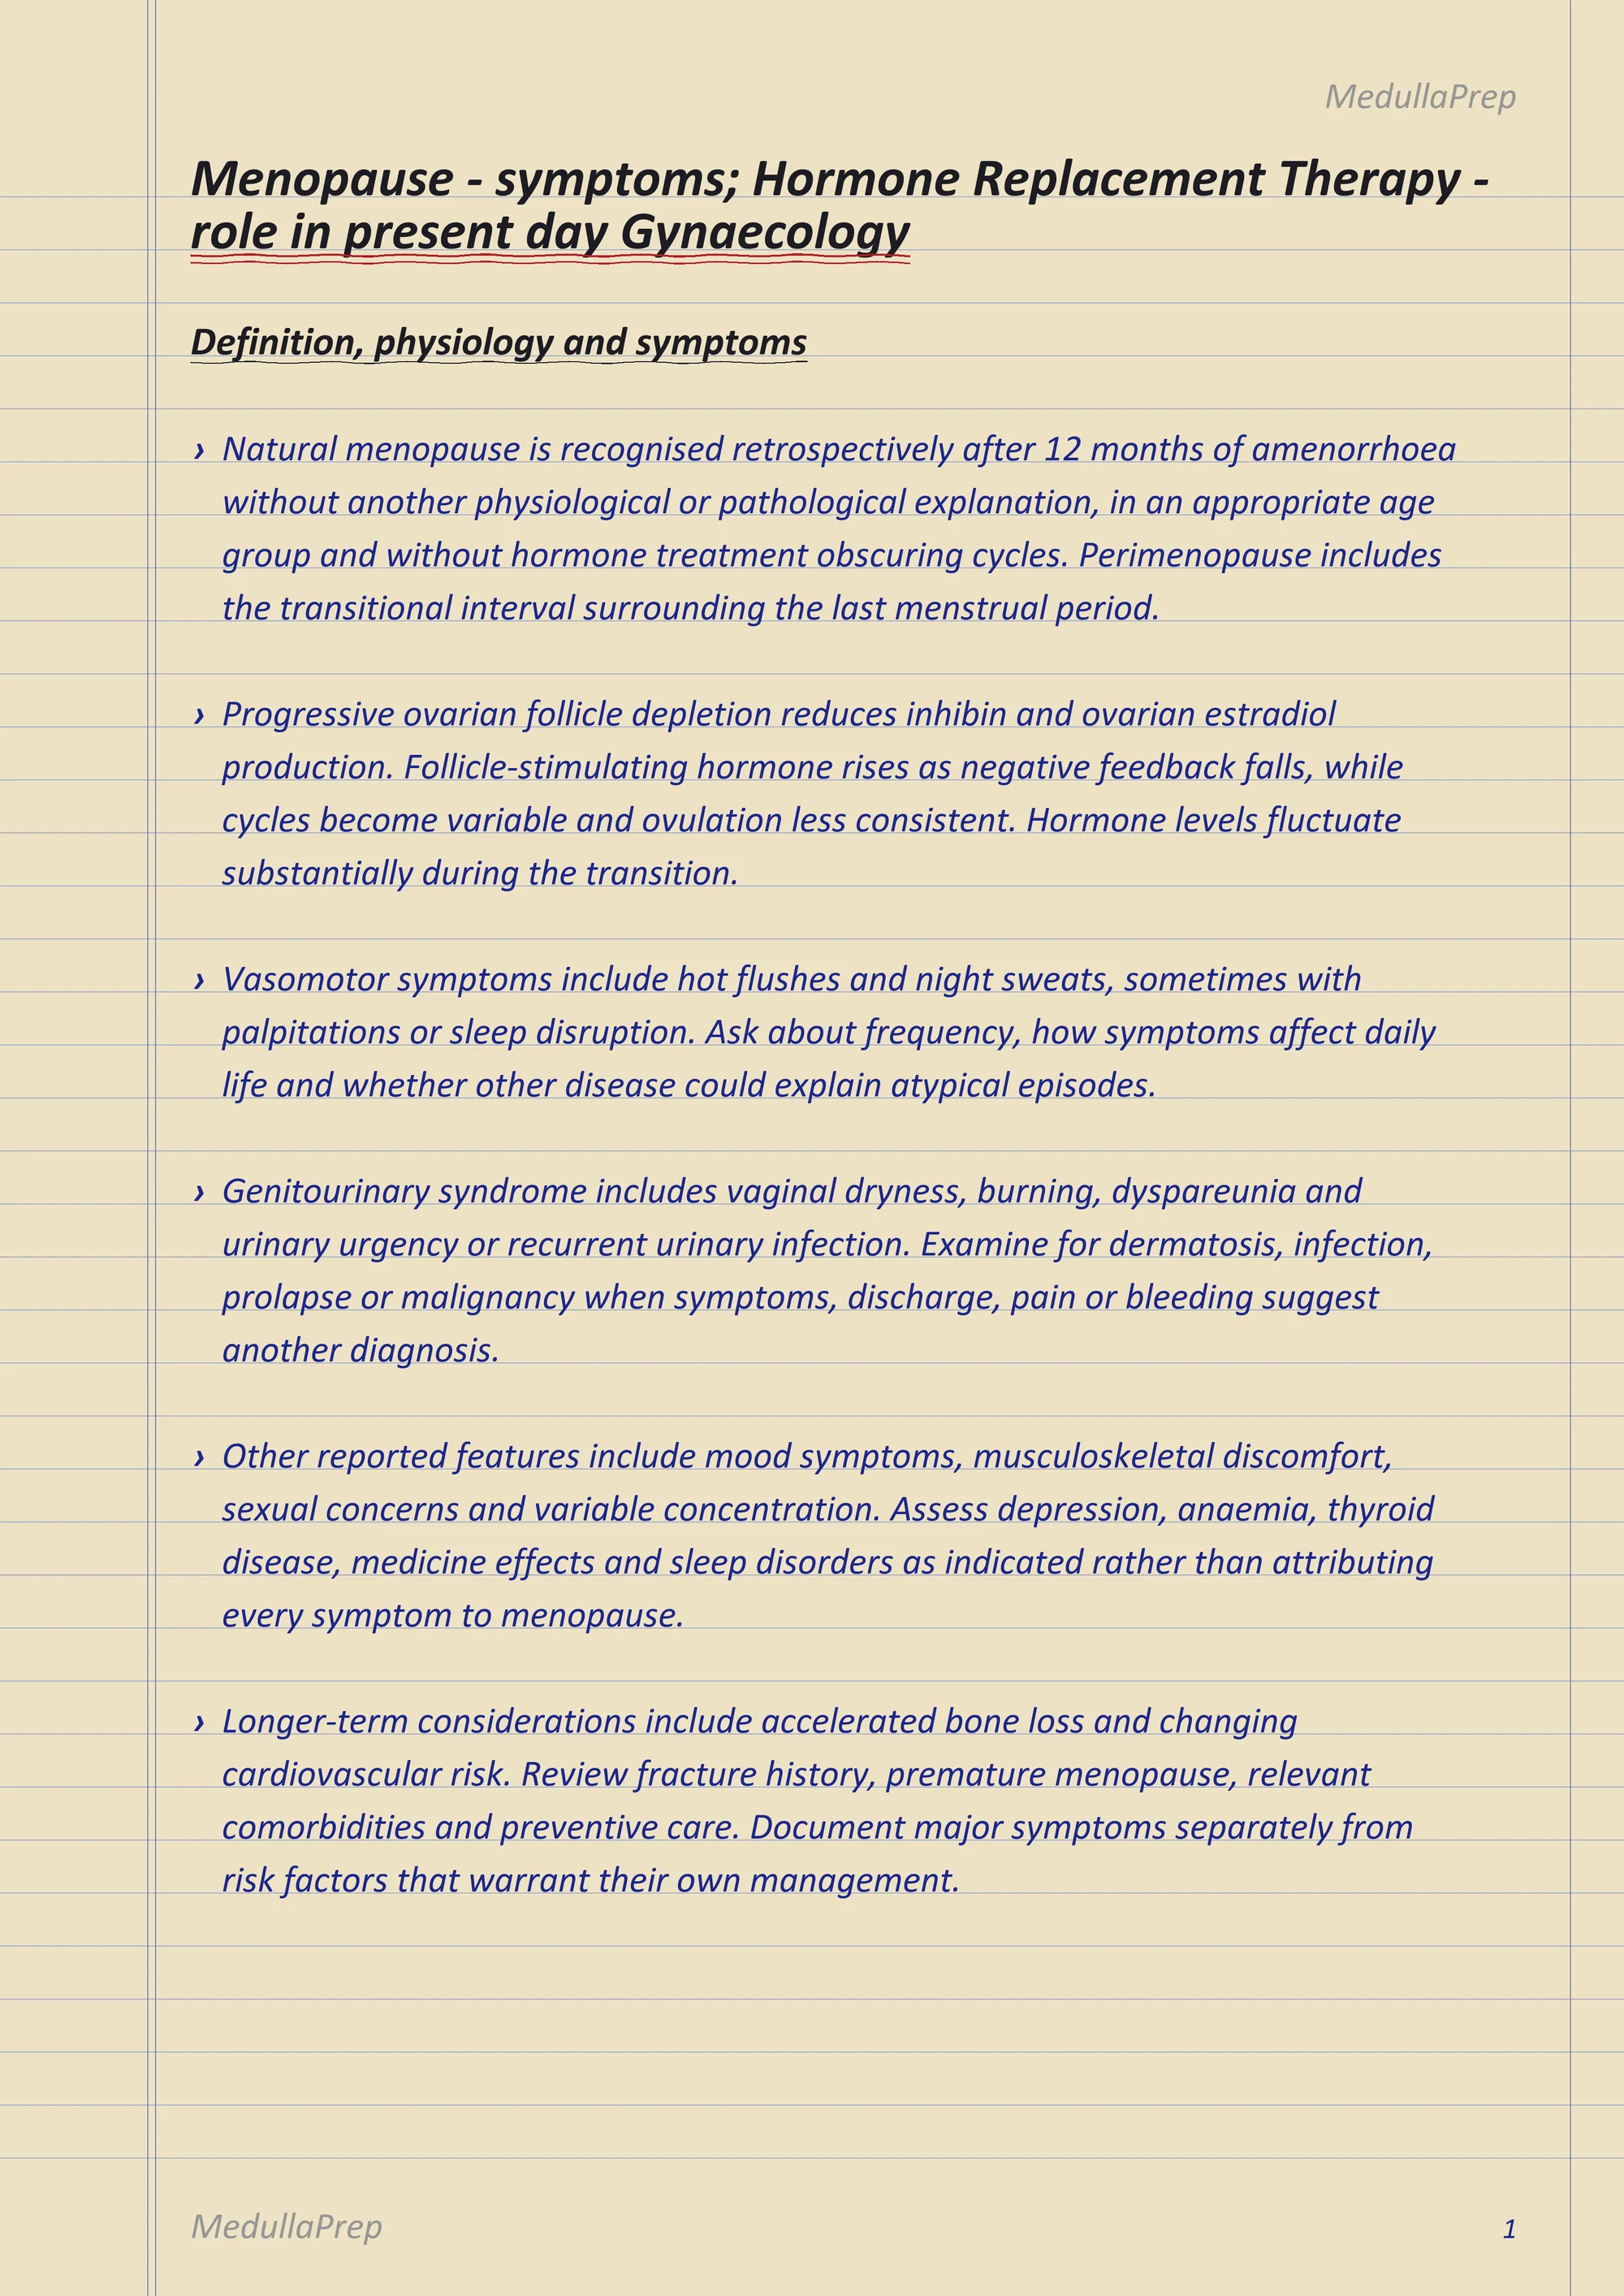 MedullaPrep
Menopause - symptoms; Hormone Replacement Therapy -
role in present day Gynaecology
Definition, physiology and symptoms
› Natural menopause is recognised retrospectively after 12 months of amenorrhoea
without another physiological or pathological explanation, in an appropriate age
group and without hormone treatment obscuring cycles. Perimenopause includes
the transitional interval surrounding the last menstrual period.
› Progressive ovarian follicle depletion reduces inhibin and ovarian estradiol
production. Follicle-stimulating hormone rises as negative feedback falls, while
cycles become variable and ovulation less consistent. Hormone levels fluctuate
substantially during the transition.
› Vasomotor symptoms include hot flushes and night sweats, sometimes with
palpitations or sleep disruption. Ask about frequency, how symptoms affect daily
life and whether other disease could explain atypical episodes.
› Genitourinary syndrome includes vaginal dryness, burning, dyspareunia and
urinary urgency or recurrent urinary infection. Examine for dermatosis, infection,
prolapse or malignancy when symptoms, discharge, pain or bleeding suggest
another diagnosis.
› Other reported features include mood symptoms, musculoskeletal discomfort,
sexual concerns and variable concentration. Assess depression, anaemia, thyroid
disease, medicine effects and sleep disorders as indicated rather than attributing
every symptom to menopause.
› Longer-term considerations include accelerated bone loss and changing
cardiovascular risk. Review fracture history, premature menopause, relevant
comorbidities and preventive care. Document major symptoms separately from
risk factors that warrant their own management.
MedullaPrep
1